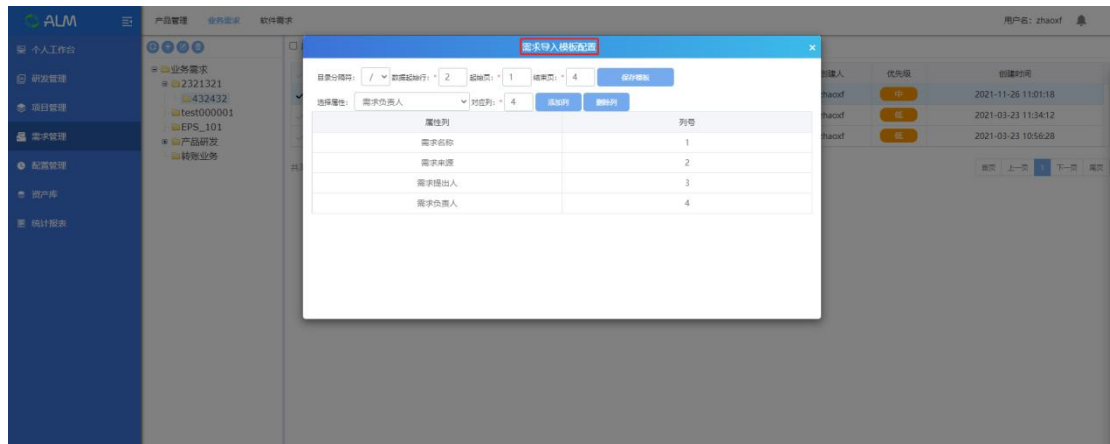 ALM
产品管理 业务需求 软件需求
用户名：zhaoxf
个人工作台
研发管理
项目管理
需求管理
配置管理
资产库
统计报表
业务需求
2321321
432432
test000001
EPS_101
产品研发
转账业务
需求导入模板配置 ×
目录分隔符： / 数据起始行：* 2 起始页：* 1 结束页：* 4 保存模板
选择属性： 需求负责人 对应列：* 4 添加列 删除列
属性列 列号
需求名称 1
需求来源 2
需求提出人 3
需求负责人 4
创建人 优先级 创建时间
zhaoxf 中 2021-11-26 11:01:18
haoxf 低 2021-03-23 11:34:12
haoxf 低 2021-03-23 10:56:28
首页 上一页 1 下一页 尾页